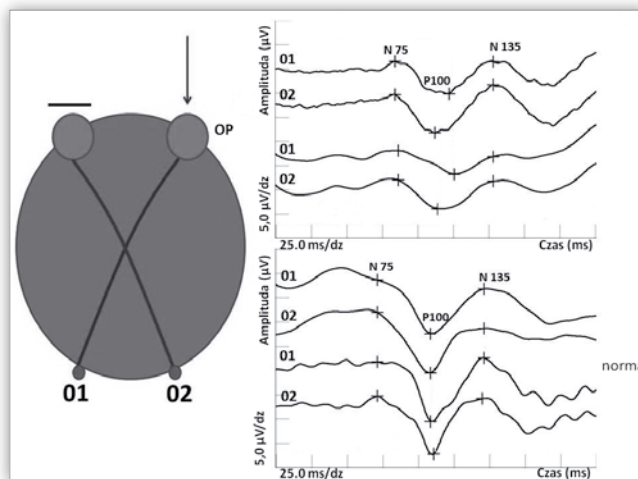 OP
01 02
Amplituda (µV)
5,0 µV/dz
N 75
N 135
P100
01
02
01
02
25.0 ms/dz
Czas (ms)
Amplituda (µV)
5,0 µV/dz
N 75
N 135
P100
01
02
01
02
25.0 ms/dz
Czas (ms)